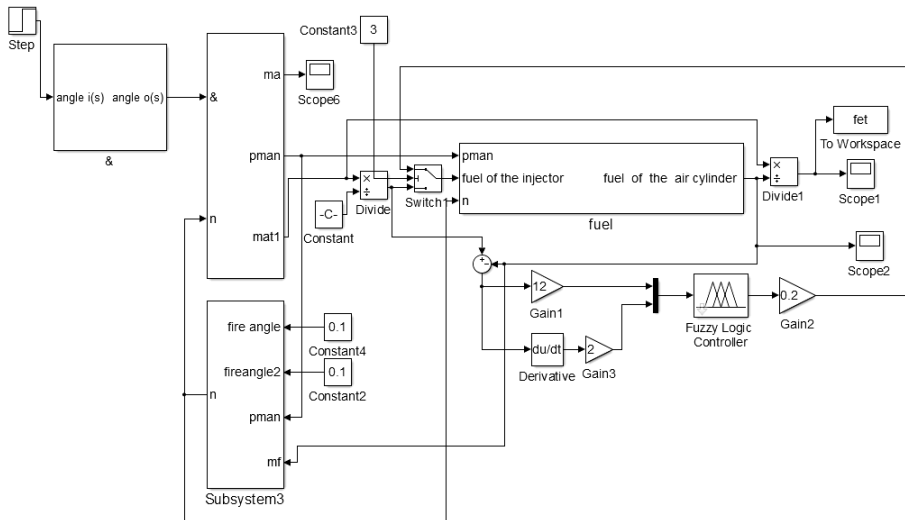 Step
angle i(s) angle o(s)
&
&
ma
pman
mat1
n
Scope6
Constant3
3
×
÷
Divide
-C-
Constant
Switch1
pman
fuel of the injector
n
fuel of the air cylinder
fuel
×
÷
Divide1
fet
To Workspace
Scope1
Scope2
+
−
12
Gain1
du/dt
Derivative
2
Gain3
Fuzzy Logic
Controller
0.2
Gain2
fire angle
fireangle2
pman
mf
n
Subsystem3
0.1
Constant4
0.1
Constant2